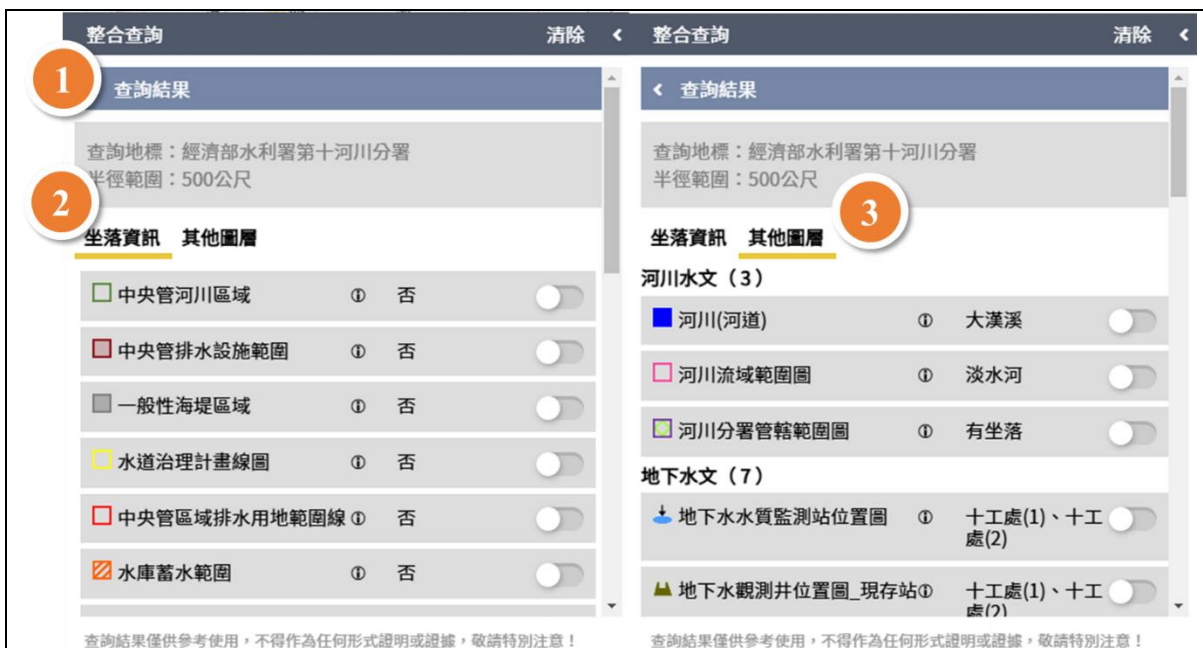 整合查詢 清除
1 查詢結果
查詢地標：經濟部水利署第十河川分署
半徑範圍：500公尺
2
坐落資訊 其他圖層
中央管河川區域 否
中央管排水設施範圍 否
一般性海堤區域 否
水道治理計畫線圖 否
中央管區域排水用地範圍線 否
水庫蓄水範圍 否
查詢結果僅供參考使用，不得作為任何形式證明或證據，敬請特別注意！
整合查詢 清除
查詢結果
查詢地標：經濟部水利署第十河川分署
半徑範圍：500公尺
3
坐落資訊 其他圖層
河川水文（3）
河川(河道) 大漢溪
河川流域範圍圖 淡水河
河川分署管轄範圍圖 有坐落
地下水文（7）
地下水水質監測站位置圖 十工處(1)、十工
處(2)
地下水觀測井位置圖_現存站 十工處(1)、十工
處(2)
查詢結果僅供參考使用，不得作為任何形式證明或證據，敬請特別注意！